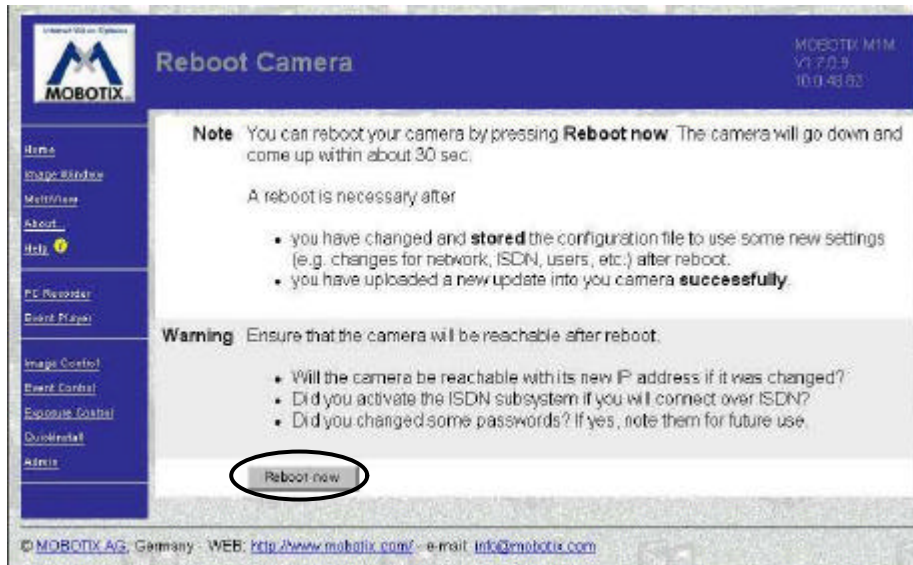 MOBOTIX
Reboot Camera
MOBOTIX M1M
V1.7.0.9
Home
Image Window
MultiView
About...
Help
PC Recorder
Event Player
Image Control
Event Control
Exposure Control
QuickInstall
Admin
Note You can reboot your camera by pressing Reboot now. The camera will go down and
come up within about 30 sec.
A reboot is necessary after
• you have changed and stored the configuration file to use some new settings
(e.g. changes for network, ISDN, users, etc.) after reboot.
• you have uploaded a new update into you camera successfully.
Warning Ensure that the camera will be reachable after reboot.
• Will the camera be reachable with its new IP address if it was changed?
• Did you activate the ISDN subsystem if you will connect over ISDN?
• Did you changed some passwords? If yes, note them for future use.
Reboot now
© MOBOTIX AG, Germany - WEB: http://www.mobotix.com/ - e-mail: info@mobotix.com